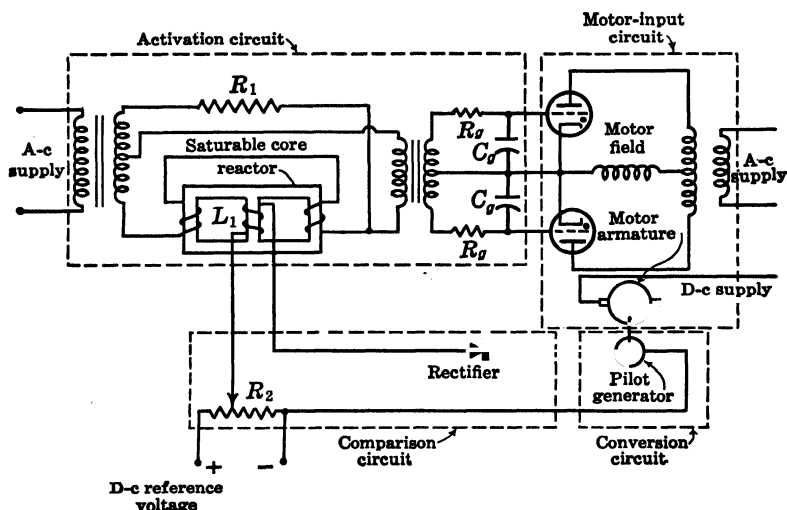 Activation circuit
Motor-input
circuit
R1
A-c
supply
Saturable core
reactor
L1
Rg
Cg
Cg
Rg
Motor
field
A-c
supply
Motor
armature
D-c supply
Rectifier
Pilot
generator
R2
+
-
Comparison
circuit
Conversion
circuit
D-c reference
voltage